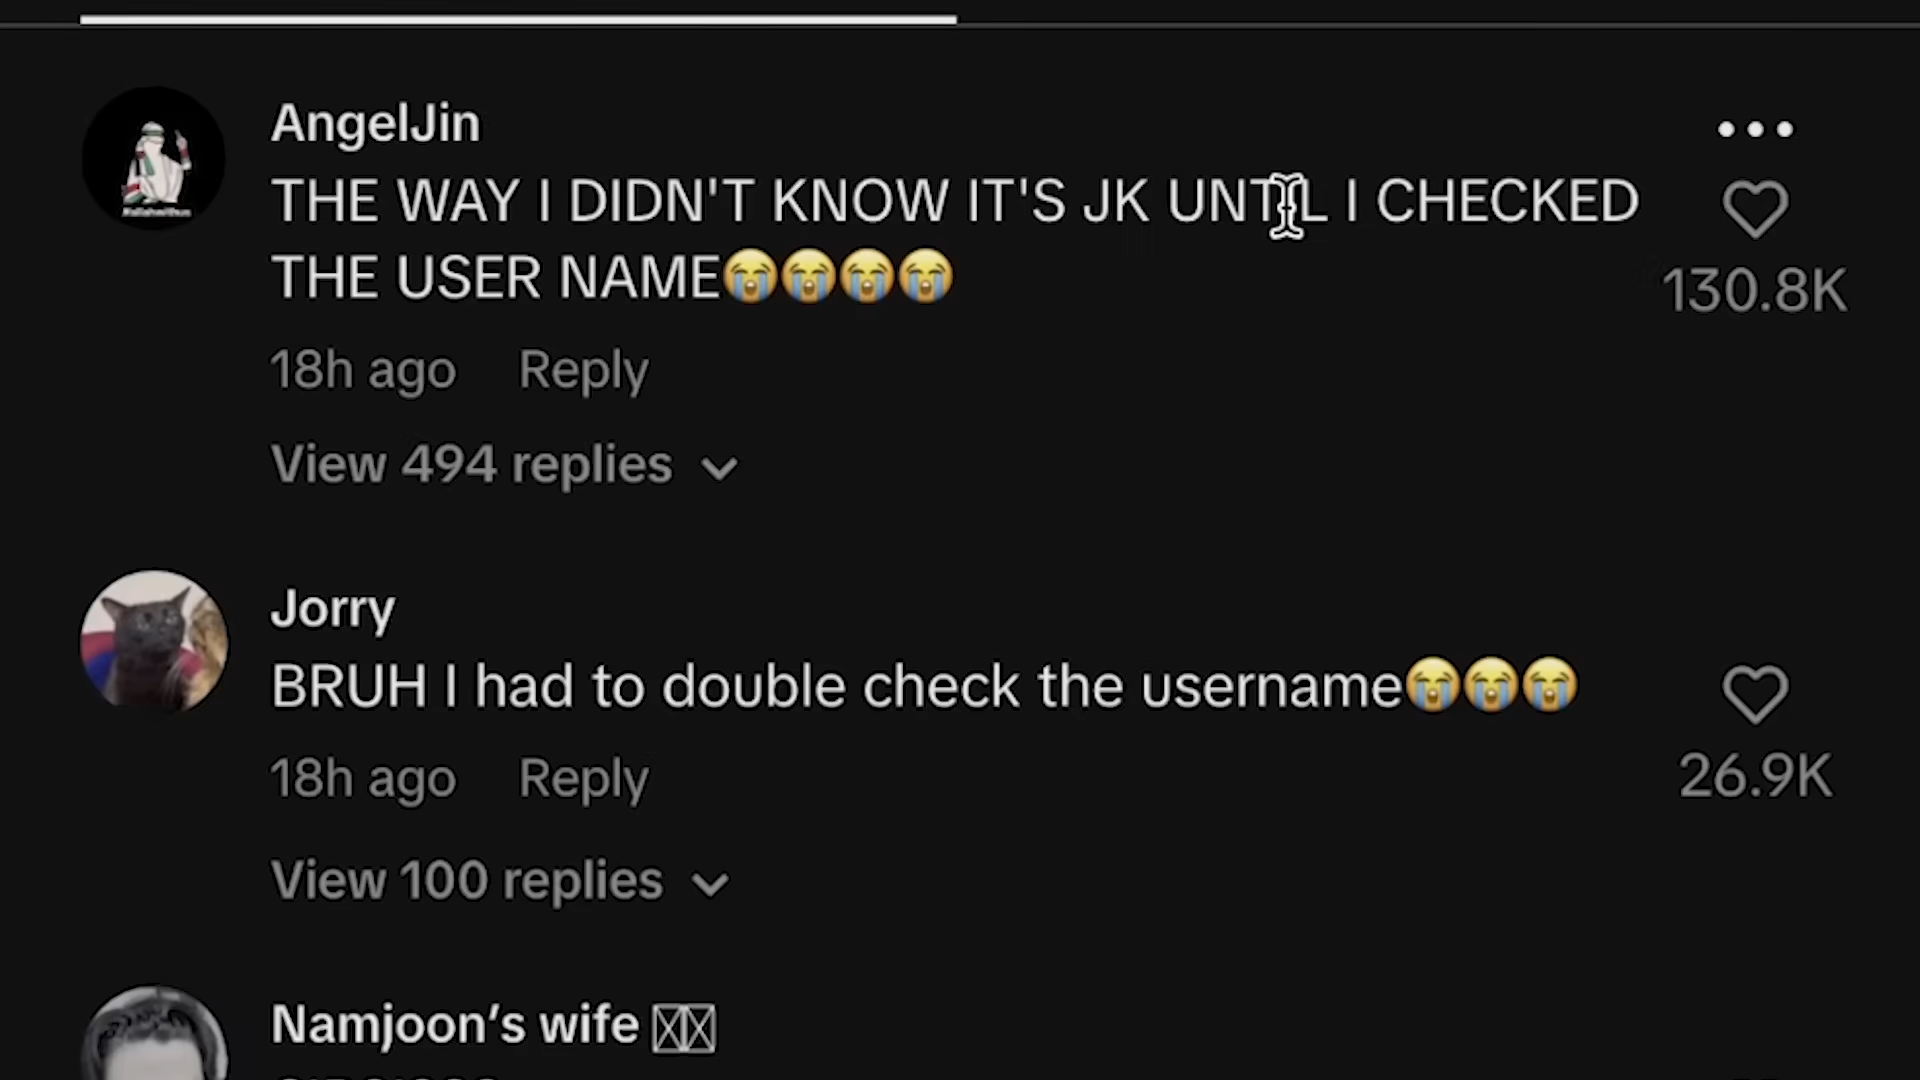 AngelJin
THE WAY I DIDN'T KNOW IT'S JK UNTIL I CHECKED
THE USER NAME😭😭😭😭
130.8K
18h ago Reply
View 494 replies
Jorry
BRUH I had to double check the username😭😭😭
26.9K
18h ago Reply
View 100 replies
Namjoon’s wife